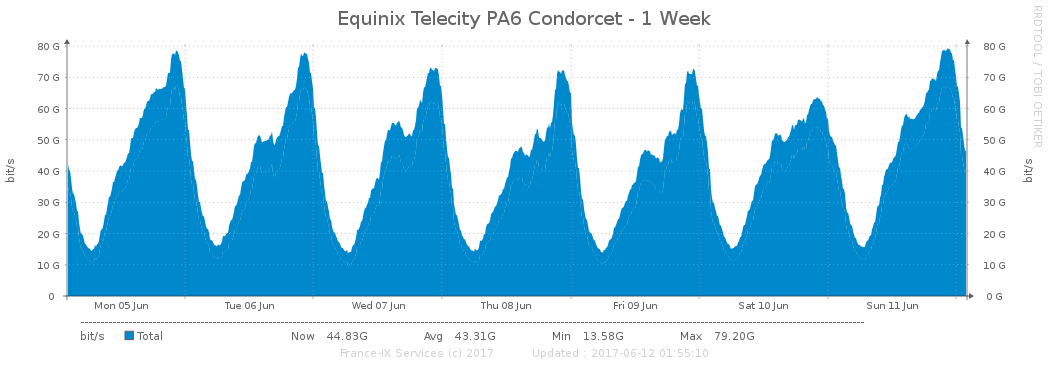 Equinix Telecity PA6 Condorcet - 1 Week
RRDTOOL / TOBI OETIKER
bit/s
80 G
70 G
60 G
50 G
40 G
30 G
20 G
10 G
0
80 G
70 G
60 G
50 G
40 G
30 G
20 G
10 G
0 G
bit/s
Mon 05 Jun Tue 06 Jun Wed 07 Jun Thu 08 Jun Fri 09 Jun Sat 10 Jun Sun 11 Jun
bit/s Total Now 44.83G Avg 43.31G Min 13.58G Max 79.20G
France-IX Services (c) 2017 Updated : 2017-06-12 01:55:10